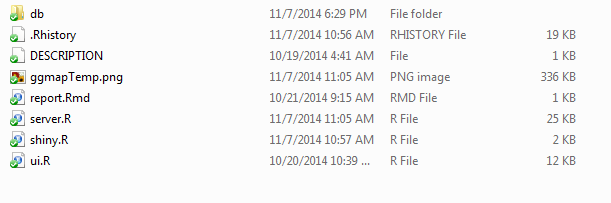 db 11/7/2014 6:29 PM File folder
.Rhistory 11/7/2014 10:56 AM RHISTORY File 19 KB
DESCRIPTION 10/19/2014 4:41 AM File 1 KB
ggmapTemp.png 11/7/2014 11:05 AM PNG image 336 KB
report.Rmd 10/21/2014 9:15 AM RMD File 1 KB
server.R 11/7/2014 11:05 AM R File 25 KB
shiny.R 11/7/2014 10:57 AM R File 2 KB
ui.R 10/20/2014 10:39 ... R File 12 KB